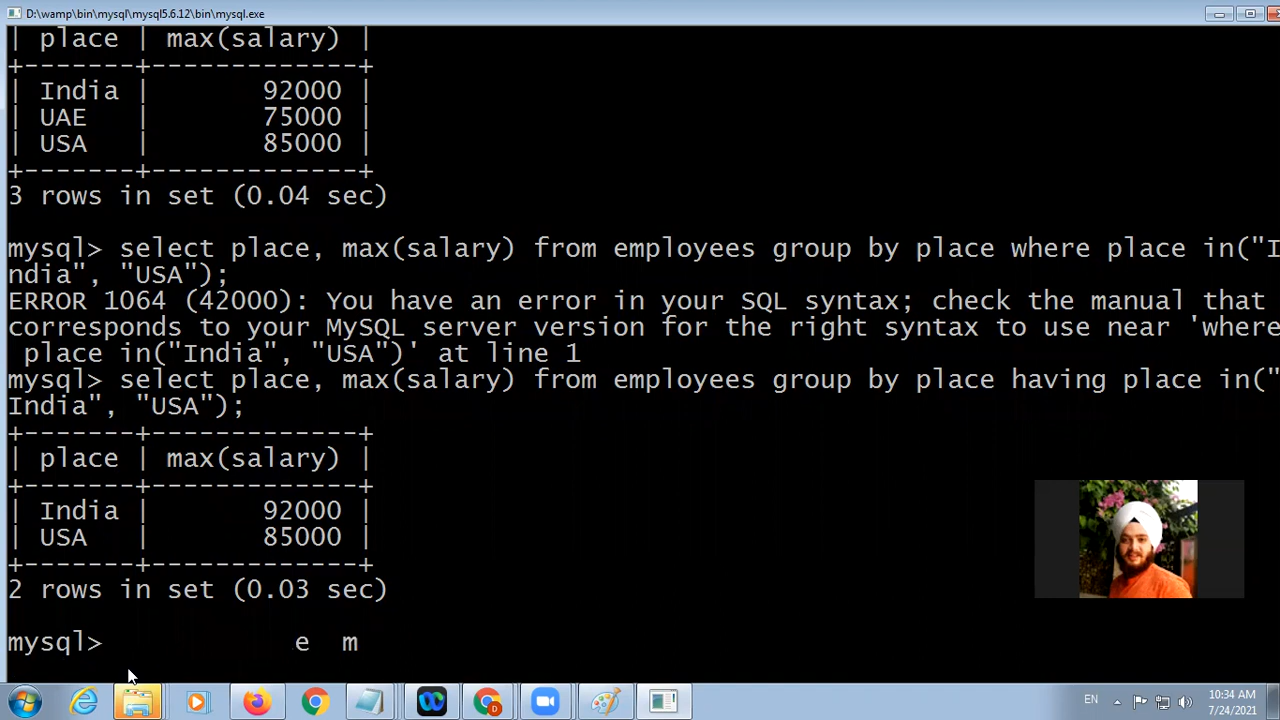 D:\wamp\bin\mysql\mysql5.6.12\bin\mysql.exe
| place | max(salary) |
+-------+-------------+
| India |       92000 |
| UAE   |       75000 |
| USA   |       85000 |
+-------+-------------+
3 rows in set (0.04 sec)
mysql> select place, max(salary) from employees group by place where place in("I
ndia", "USA");
ERROR 1064 (42000): You have an error in your SQL syntax; check the manual that
corresponds to your MySQL server version for the right syntax to use near 'where
 place in("India", "USA")' at line 1
mysql> select place, max(salary) from employees group by place having place in("
India", "USA");
+-------+-------------+
| place | max(salary) |
+-------+-------------+
| India |       92000 |
| USA   |       85000 |
+-------+-------------+
2 rows in set (0.03 sec)
mysql>            e  m
EN
10:34 AM
7/24/2021